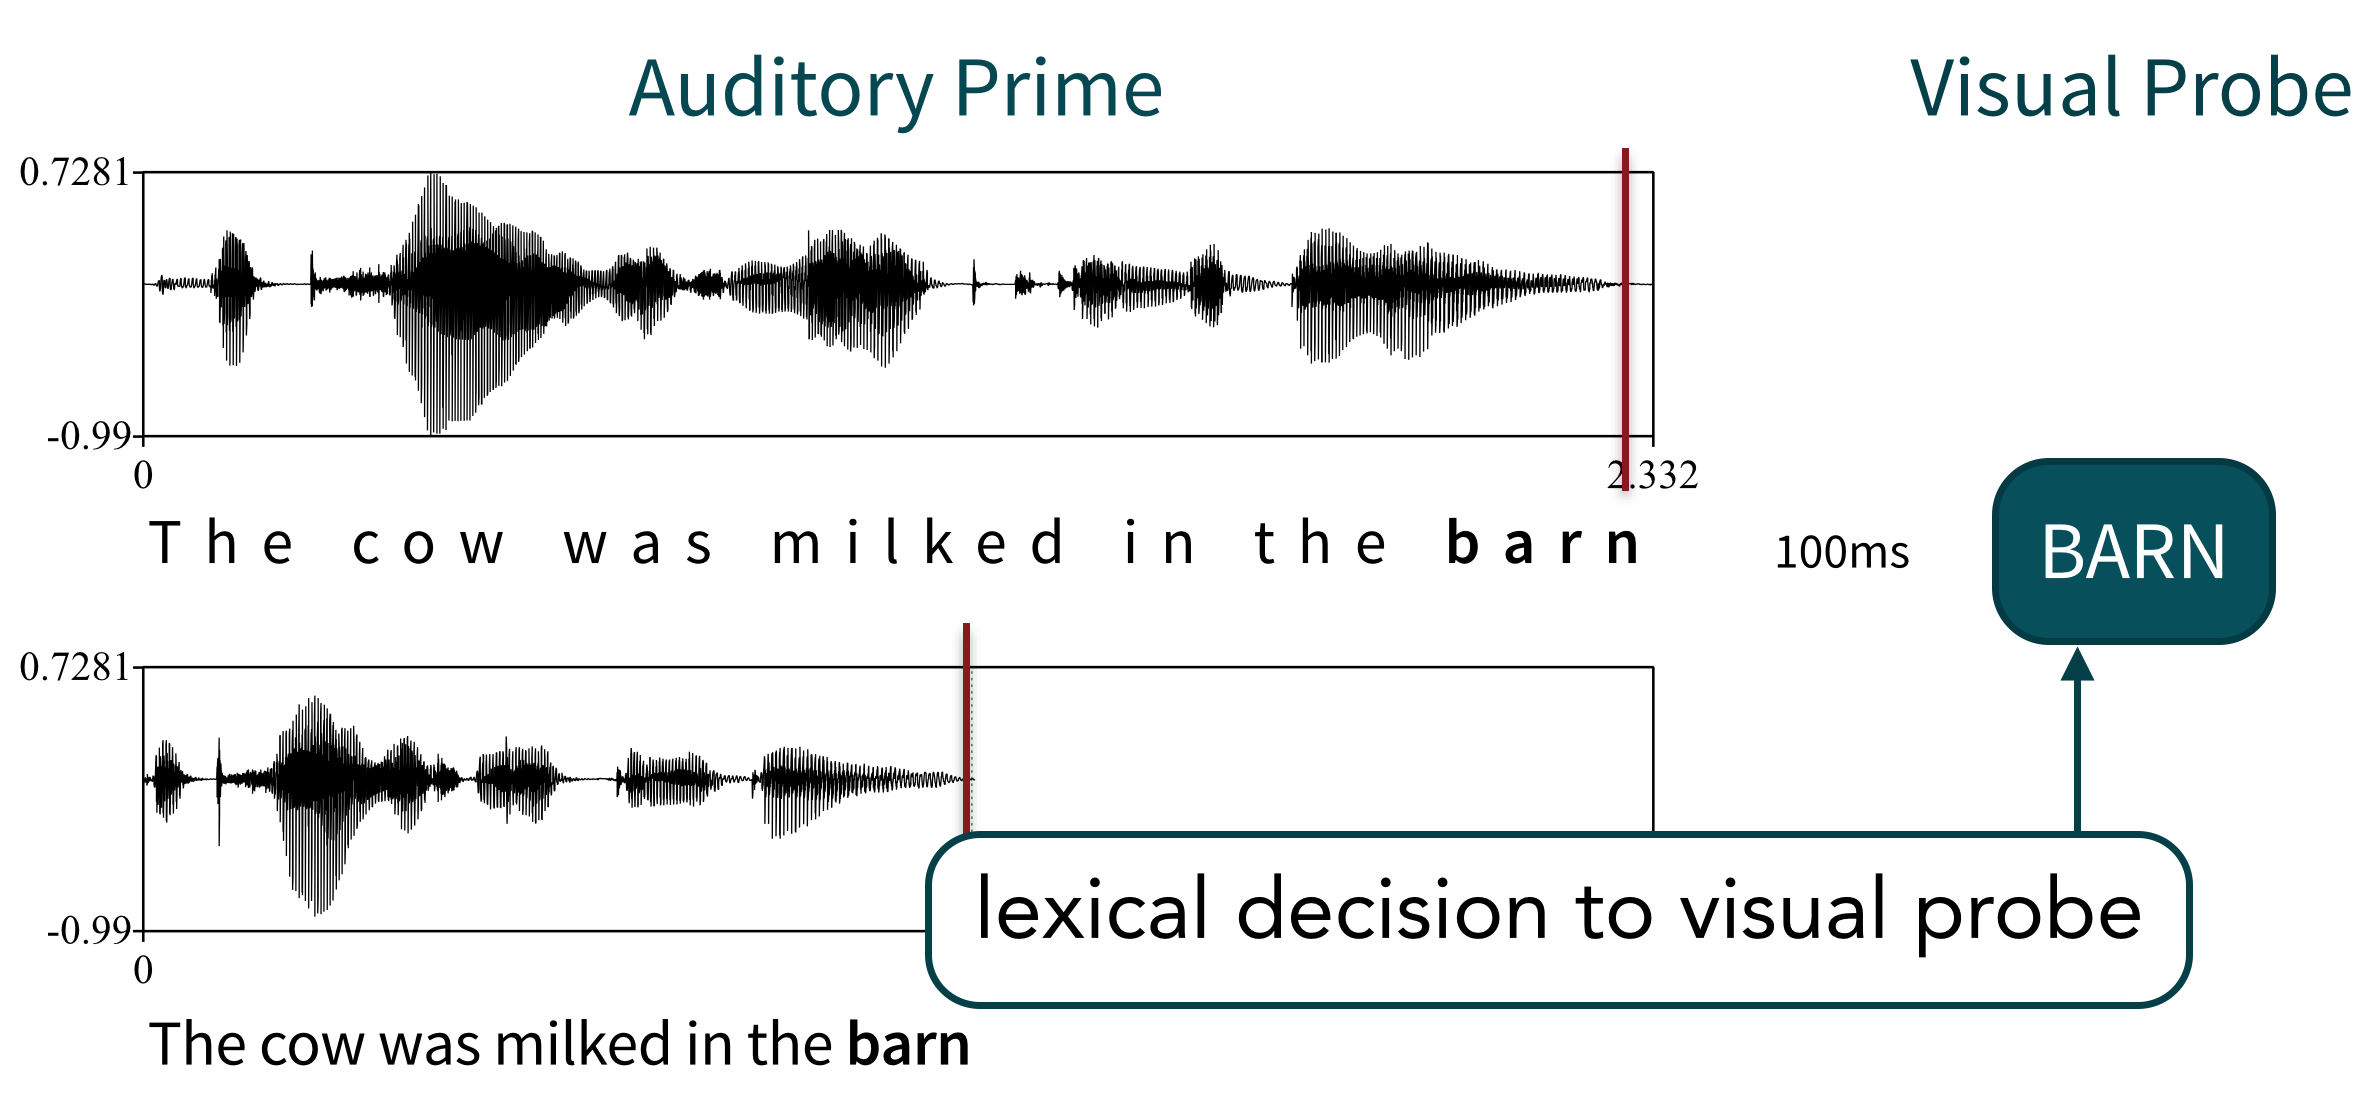 Auditory Prime
Visual Probe
0.7281
-0.99
0
2.332
The cow was milked in the barn
100ms
BARN
0.7281
-0.99
0
lexical decision to visual probe
The cow was milked in the barn